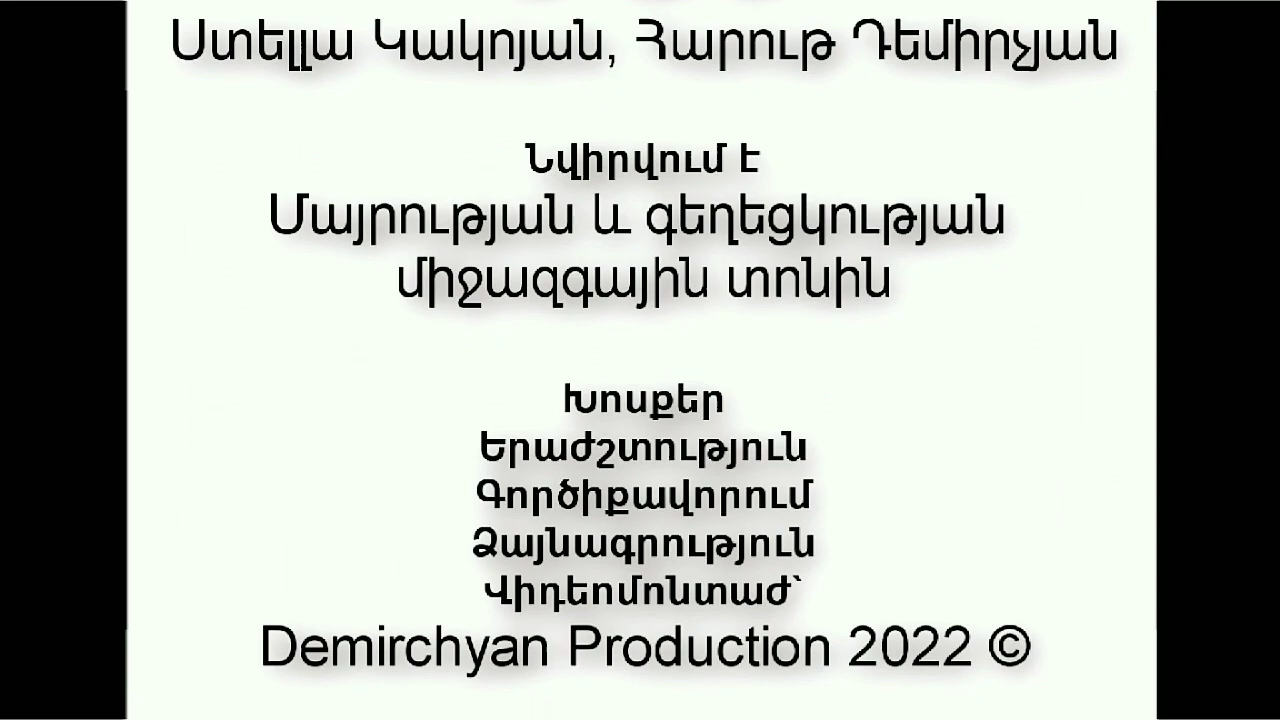 Ստելլա Կակոյան, Հարութ Դեմիրչյան
Նվիրվում է
Մայրության և գեղեցկության
միջազգային տոնին
Խոսքեր
Երաժշտություն
Գործիքավորում
Ձայնագրություն
Վիդեոմոնտաժ՝
Demirchyan Production 2022 ©